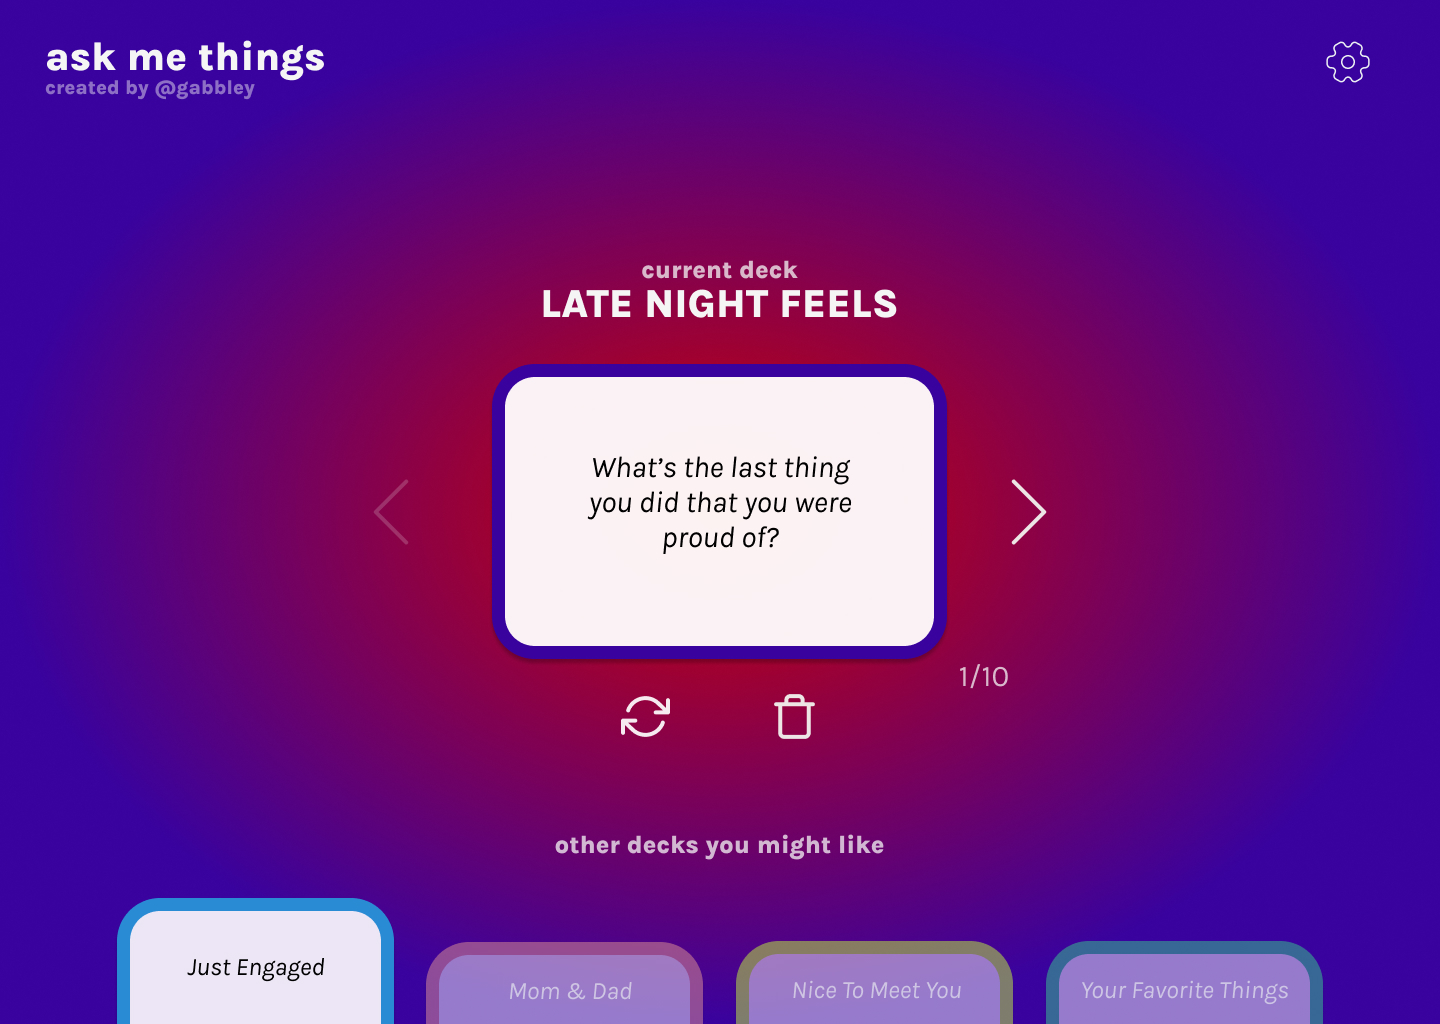 ask me things
created by @gabbley
current deck
LATE NIGHT FEELS
What’s the last thing
you did that you were
proud of?
1/10
other decks you might like
Just Engaged
Mom & Dad
Nice To Meet You
Your Favorite Things